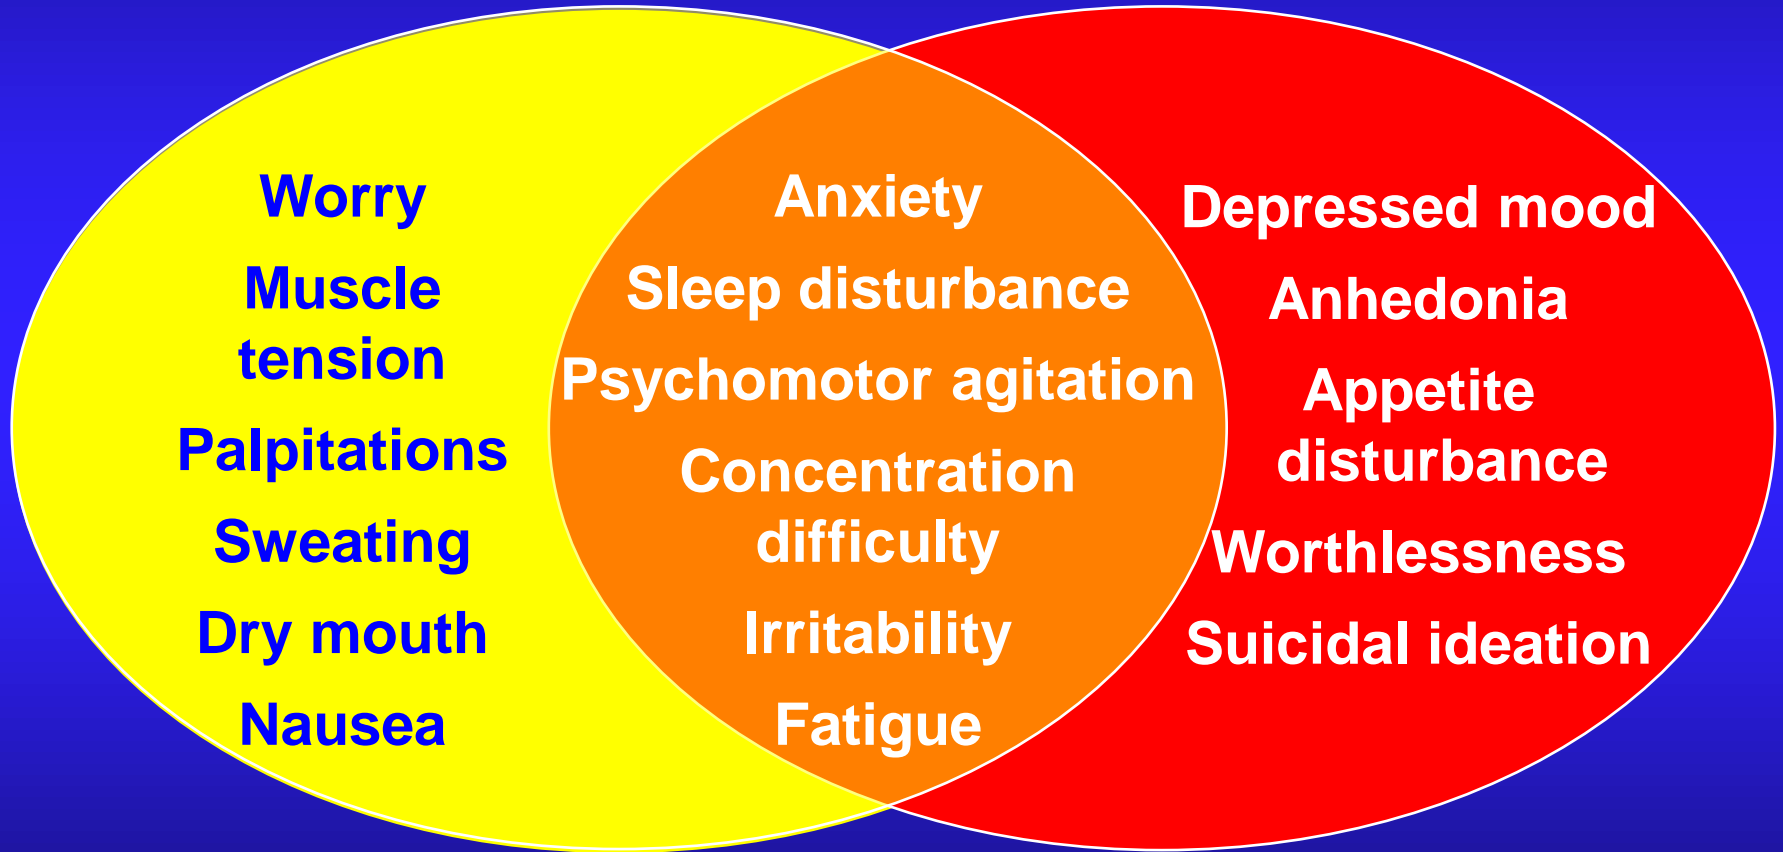 Worry
Muscle
tension
Palpitations
Sweating
Dry mouth
Nausea
Anxiety
Sleep disturbance
Psychomotor agitation
Concentration
difficulty
Irritability
Fatigue
Depressed mood
Anhedonia
Appetite
disturbance
Worthlessness
Suicidal ideation